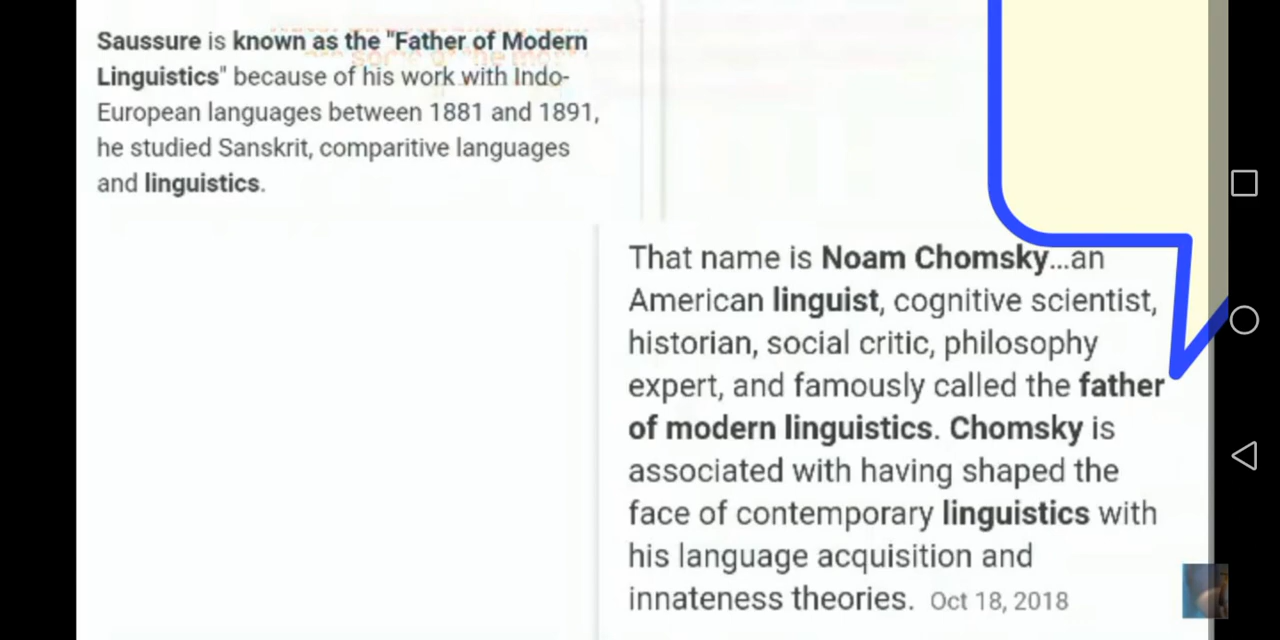 Saussure is known as the "Father of Modern
Linguistics" because of his work with Indo-
European languages between 1881 and 1891,
he studied Sanskrit, comparitive languages
and linguistics.
That name is Noam Chomsky...an
American linguist, cognitive scientist,
historian, social critic, philosophy
expert, and famously called the father
of modern linguistics. Chomsky is
associated with having shaped the
face of contemporary linguistics with
his language acquisition and
innateness theories. Oct 18, 2018